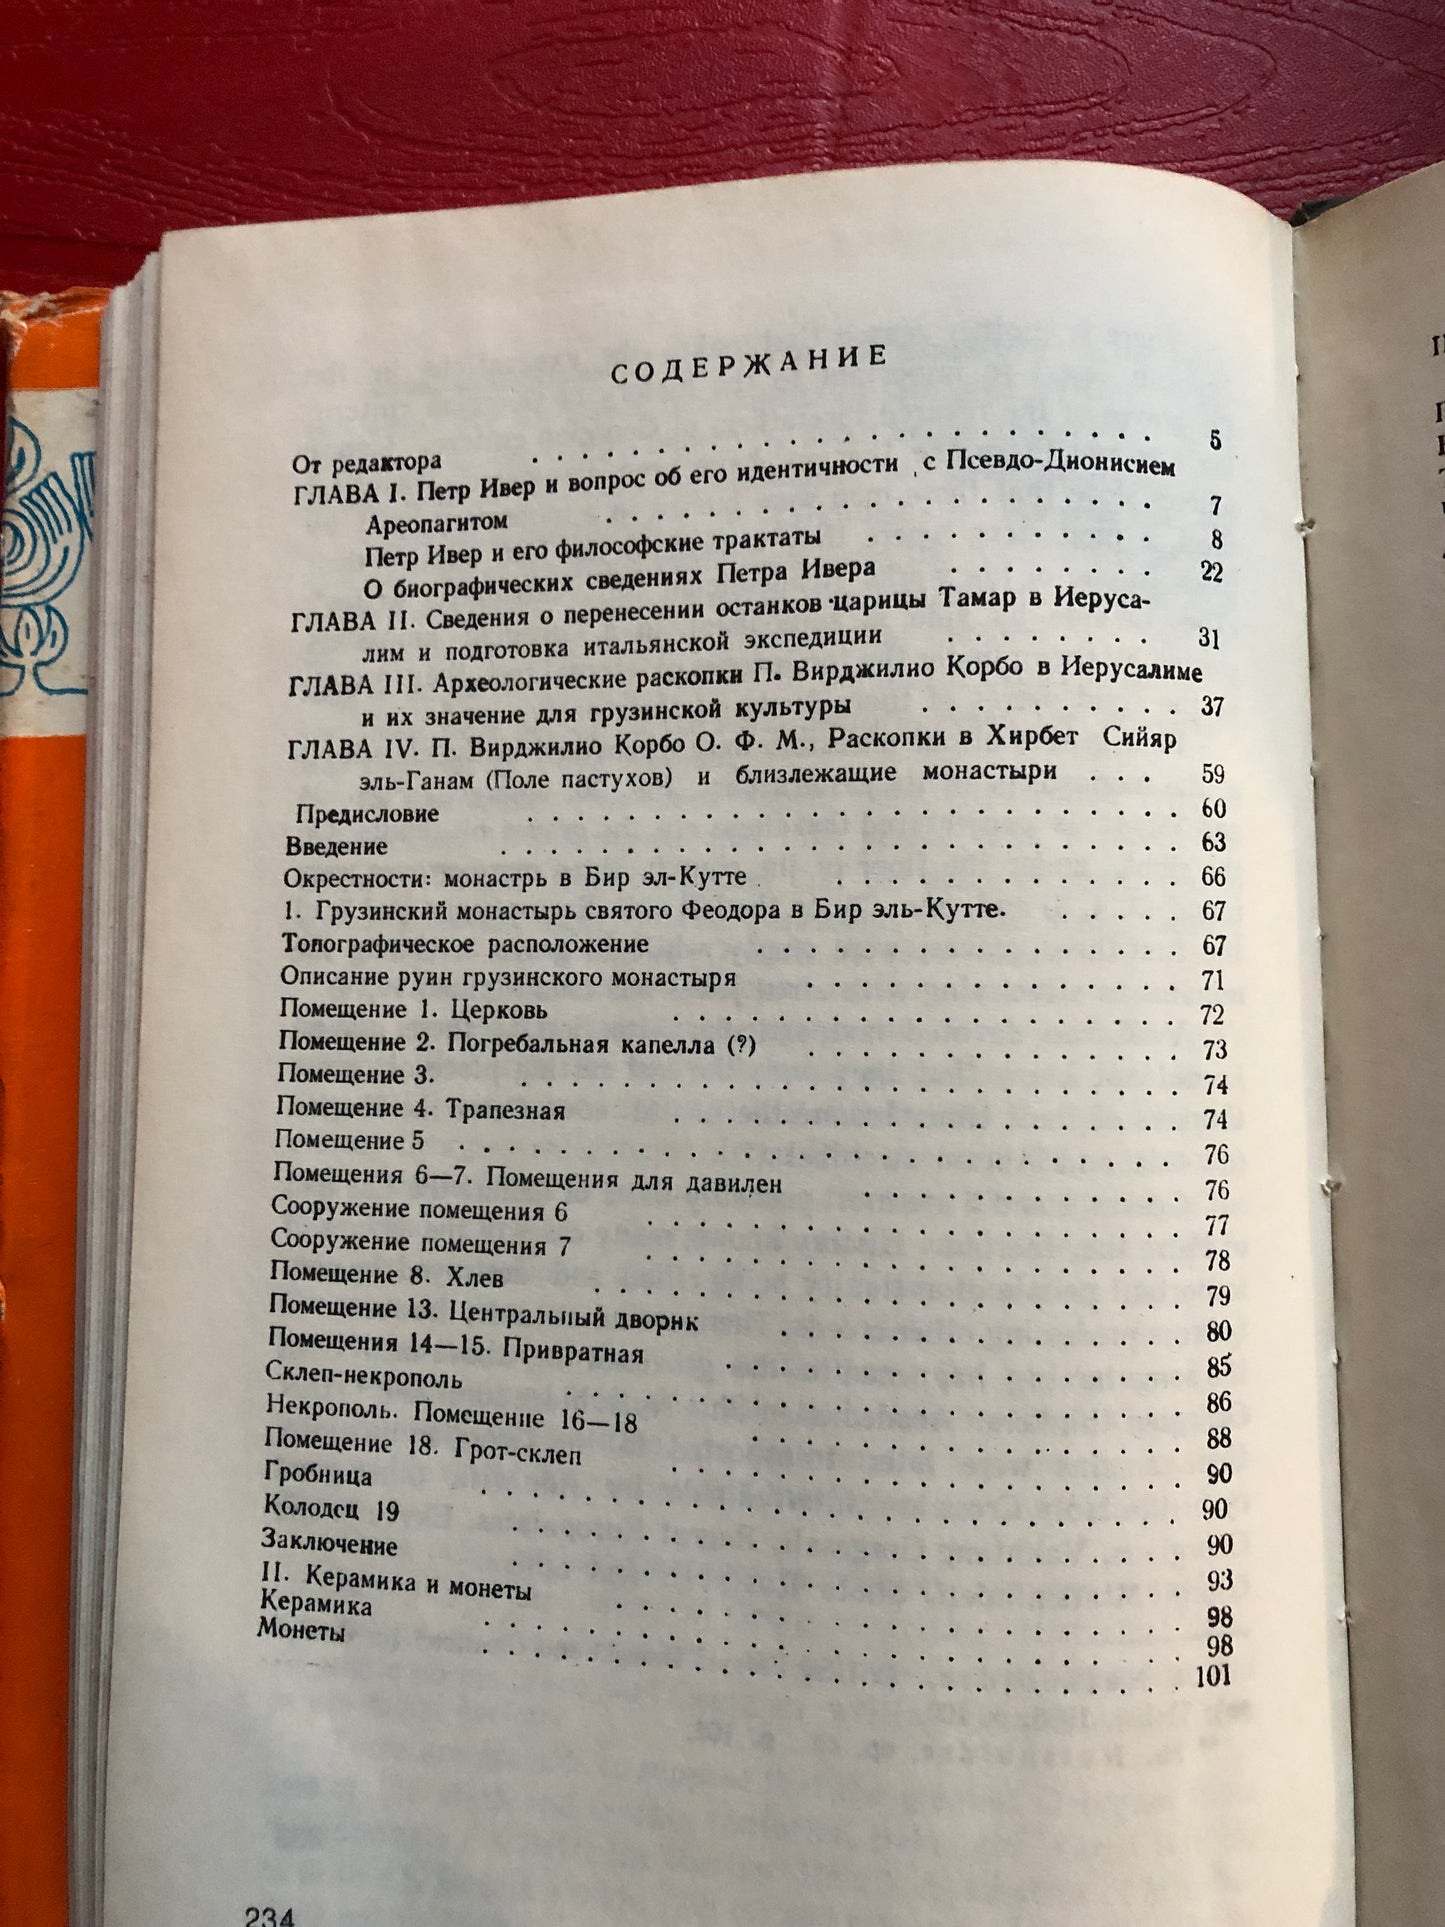 СОДЕРЖАНИЕ
От редактора . . . . . . . . . . . . . . . . . . . . . . . . 5
ГЛАВА I. Петр Ивер и вопрос об его идентичности с Псевдо-Дионисием
Ареопагитом . . . . . . . . . . . . . . . . . . . . . 7
Петр Ивер и его философские трактаты . . . . . . . . . . . 8
О биографических сведениях Петра Ивера . . . . . . . . 22
ГЛАВА II. Сведения о перенесении останков царицы Тамар в Иеруса-
лим и подготовка итальянской экспедиции . . . . . . . . 31
ГЛАВА III. Археологические раскопки П. Вирджилио Корбо в Иерусалиме
и их значение для грузинской культуры . . . . . . . . . . 37
ГЛАВА IV. П. Вирджилио Корбо О. Ф. М., Раскопки в Хирбет Сийяр
эль-Ганам (Поле пастухов) и близлежащие монастыри . . . 59
Предисловие . . . . . . . . . . . . . . . . . . . . . . . . 60
Введение . . . . . . . . . . . . . . . . . . . . . . . . . 63
Окрестности: монастрь в Бир эл-Кутте . . . . . . . . . . . . . 66
1. Грузинский монастырь святого Феодора в Бир эль-Кутте. . . . . . 67
Топографическое расположение . . . . . . . . . . . . . . . . 67
Описание руин грузинского монастыря . . . . . . . . . . . . . . 71
Помещение 1. Церковь . . . . . . . . . . . . . . . . . . . 72
Помещение 2. Погребальная капелла (?) . . . . . . . . . . . . . . 73
Помещение 3. . . . . . . . . . . . . . . . . . . . . . . . . 74
Помещение 4. Трапезная . . . . . . . . . . . . . . . . . . . 74
Помещение 5 . . . . . . . . . . . . . . . . . . . . . . . . . . 76
Помещения 6—7. Помещения для давилен . . . . . . . . . . . . 76
Сооружение помещения 6 . . . . . . . . . . . . . . . . . . . . 77
Сооружение помещения 7 . . . . . . . . . . . . . . . . . . . . 78
Помещение 8. Хлев . . . . . . . . . . . . . . . . . . . . . . 79
Помещение 13. Центральный дворик . . . . . . . . . . . . . . . 80
Помещения 14—15. Привратная . . . . . . . . . . . . . . . . . 85
Склеп-некрополь . . . . . . . . . . . . . . . . . . . . . . . 86
Некрополь. Помещение 16—18 . . . . . . . . . . . . . . . . 88
Помещение 18. Грот-склеп . . . . . . . . . . . . . . . . . . . 90
Гробница . . . . . . . . . . . . . . . . . . . . . . . . . . 90
Колодец 19 . . . . . . . . . . . . . . . . . . . . . . . . . 90
Заключение . . . . . . . . . . . . . . . . . . . . . . . . . 93
II. Керамика и монеты . . . . . . . . . . . . . . . . . . . . . 98
Керамика . . . . . . . . . . . . . . . . . . . . . . . . . . 98
Монеты . . . . . . . . . . . . . . . . . . . . . . . . . . . 101
234